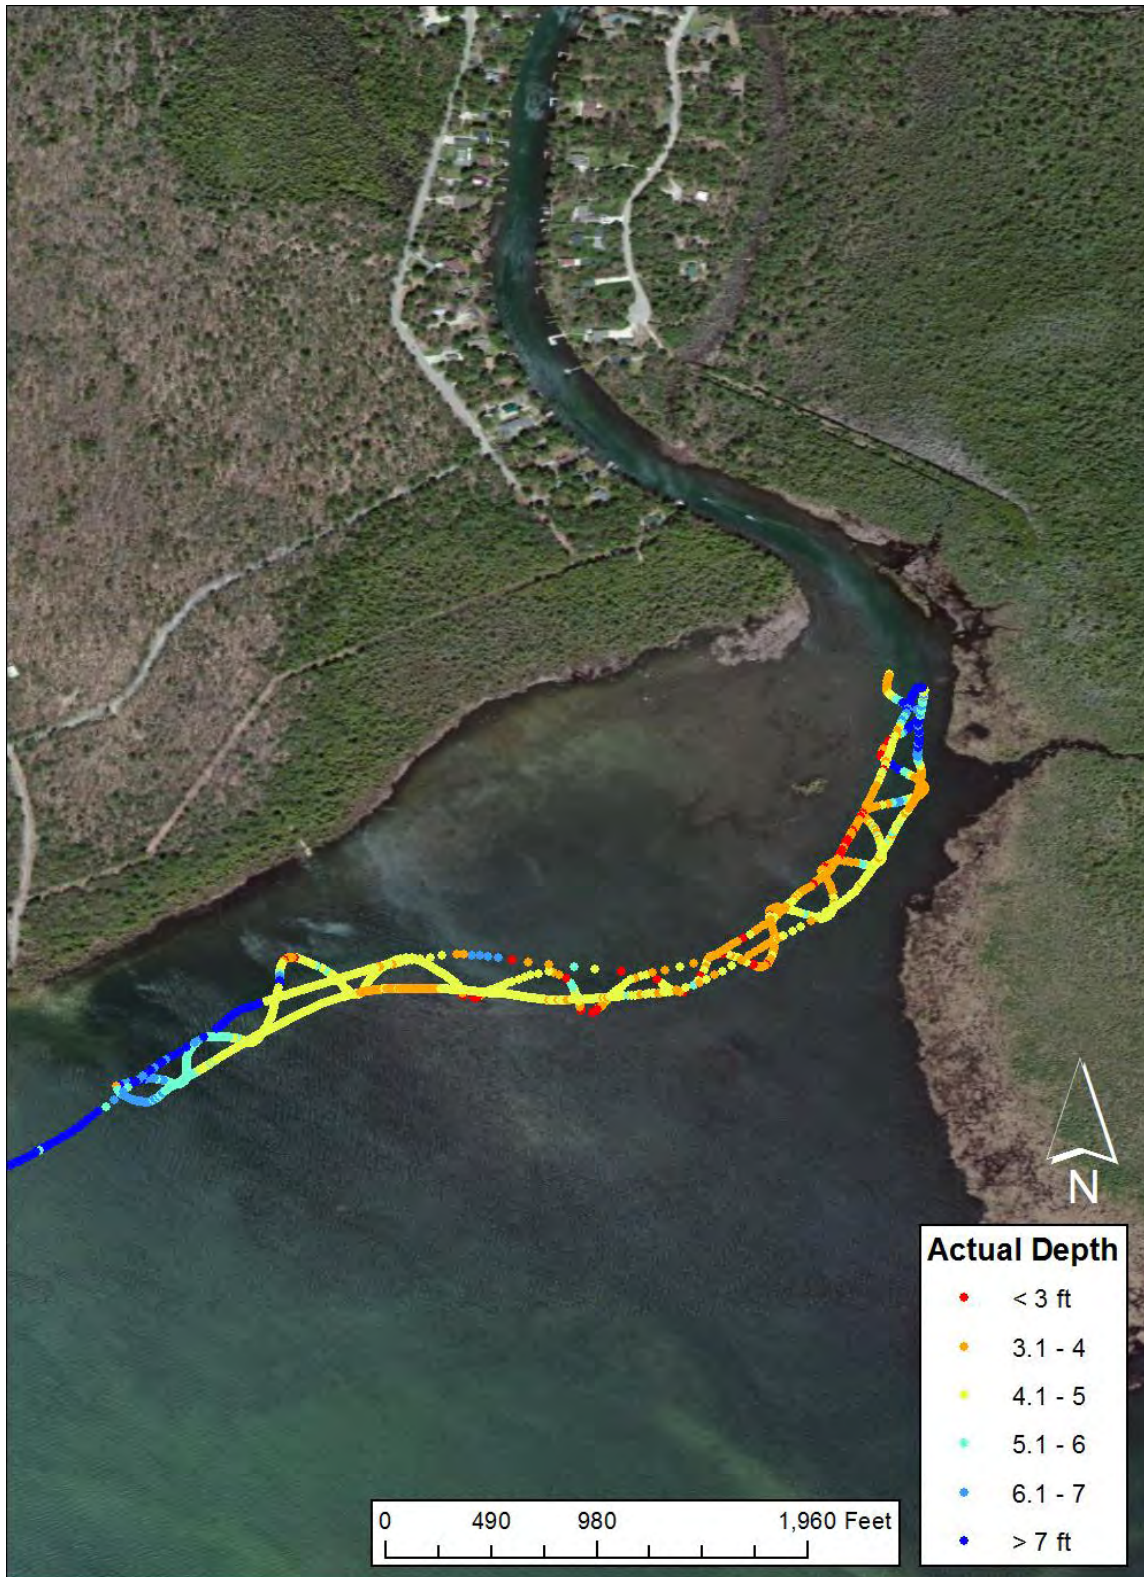 N
Actual Depth
< 3 ft
3.1 - 4
4.1 - 5
5.1 - 6
6.1 - 7
> 7 ft
0 490 980 1,960 Feet